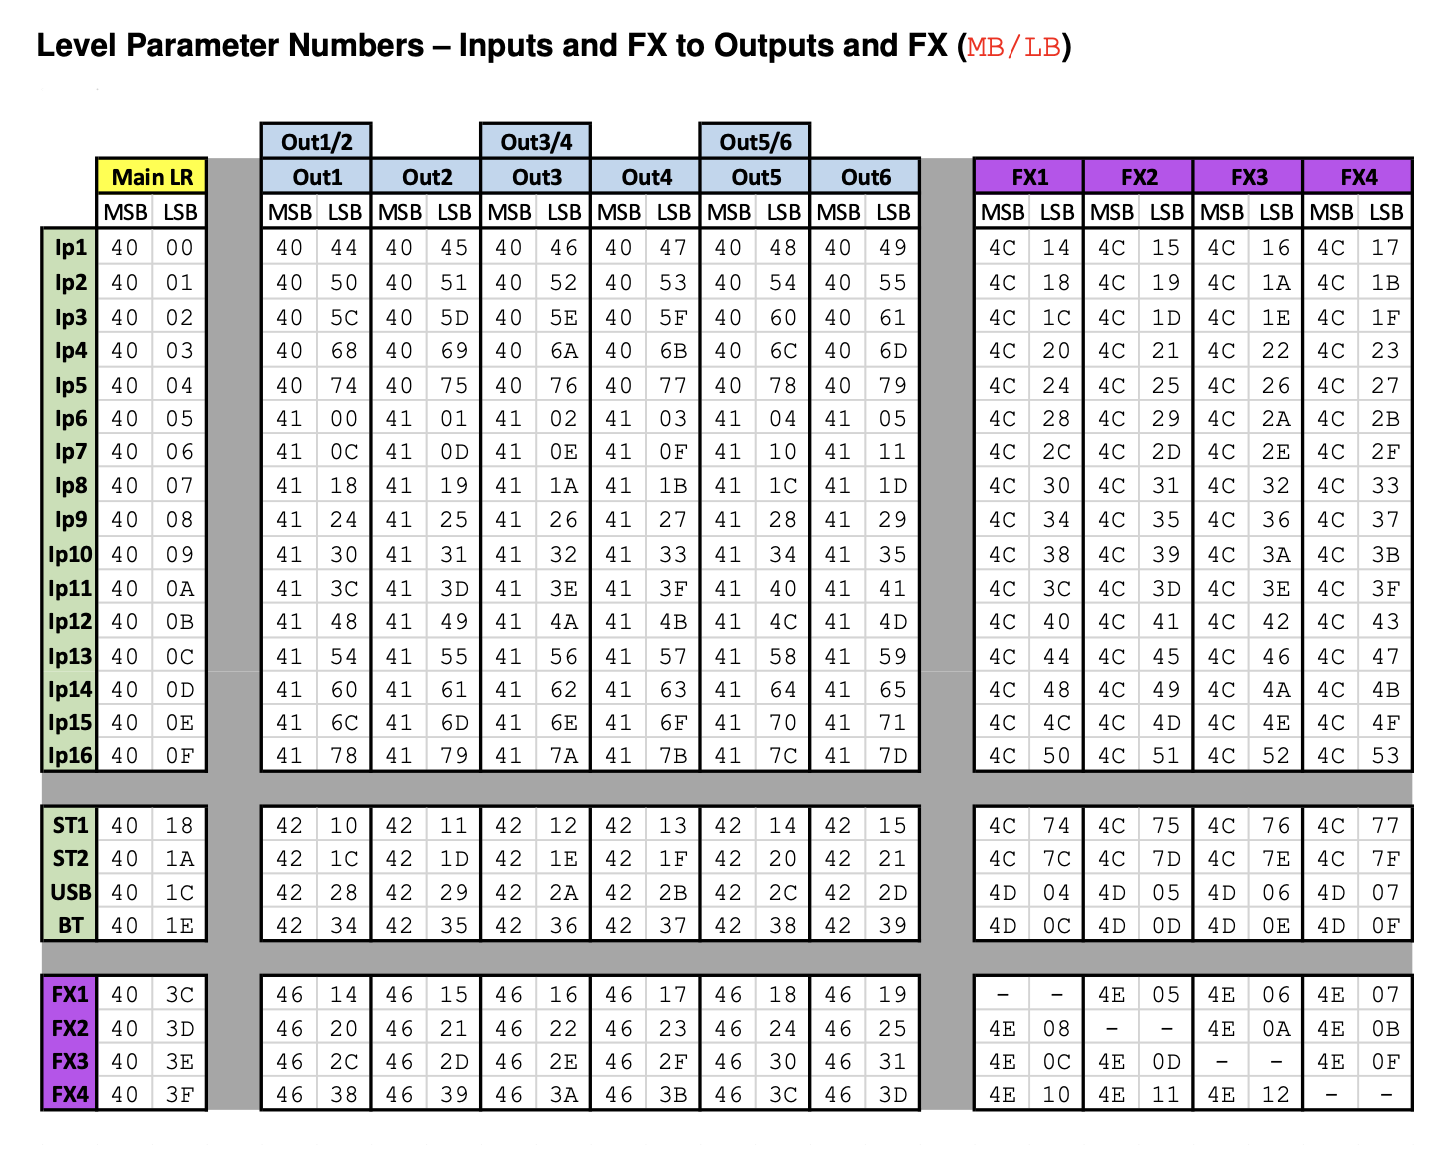 Level Parameter Numbers – Inputs and FX to Outputs and FX (MB/LB)
Out1/2 Out3/4 Out5/6
Main LR Out1 Out2 Out3 Out4 Out5 Out6 FX1 FX2 FX3 FX4
MSB LSB MSB LSB MSB LSB MSB LSB MSB LSB MSB LSB MSB LSB MSB LSB MSB LSB MSB LSB MSB LSB
Ip1 40 00 40 44 40 45 40 46 40 47 40 48 40 49 4C 14 4C 15 4C 16 4C 17
Ip2 40 01 40 50 40 51 40 52 40 53 40 54 40 55 4C 18 4C 19 4C 1A 4C 1B
Ip3 40 02 40 5C 40 5D 40 5E 40 5F 40 60 40 61 4C 1C 4C 1D 4C 1E 4C 1F
Ip4 40 03 40 68 40 69 40 6A 40 6B 40 6C 40 6D 4C 20 4C 21 4C 22 4C 23
Ip5 40 04 40 74 40 75 40 76 40 77 40 78 40 79 4C 24 4C 25 4C 26 4C 27
Ip6 40 05 41 00 41 01 41 02 41 03 41 04 41 05 4C 28 4C 29 4C 2A 4C 2B
Ip7 40 06 41 0C 41 0D 41 0E 41 0F 41 10 41 11 4C 2C 4C 2D 4C 2E 4C 2F
Ip8 40 07 41 18 41 19 41 1A 41 1B 41 1C 41 1D 4C 30 4C 31 4C 32 4C 33
Ip9 40 08 41 24 41 25 41 26 41 27 41 28 41 29 4C 34 4C 35 4C 36 4C 37
Ip10 40 09 41 30 41 31 41 32 41 33 41 34 41 35 4C 38 4C 39 4C 3A 4C 3B
Ip11 40 0A 41 3C 41 3D 41 3E 41 3F 41 40 41 41 4C 3C 4C 3D 4C 3E 4C 3F
Ip12 40 0B 41 48 41 49 41 4A 41 4B 41 4C 41 4D 4C 40 4C 41 4C 42 4C 43
Ip13 40 0C 41 54 41 55 41 56 41 57 41 58 41 59 4C 44 4C 45 4C 46 4C 47
Ip14 40 0D 41 60 41 61 41 62 41 63 41 64 41 65 4C 48 4C 49 4C 4A 4C 4B
Ip15 40 0E 41 6C 41 6D 41 6E 41 6F 41 70 41 71 4C 4C 4C 4D 4C 4E 4C 4F
Ip16 40 0F 41 78 41 79 41 7A 41 7B 41 7C 41 7D 4C 50 4C 51 4C 52 4C 53
ST1 40 18 42 10 42 11 42 12 42 13 42 14 42 15 4C 74 4C 75 4C 76 4C 77
ST2 40 1A 42 1C 42 1D 42 1E 42 1F 42 20 42 21 4C 7C 4C 7D 4C 7E 4C 7F
USB 40 1C 42 28 42 29 42 2A 42 2B 42 2C 42 2D 4D 04 4D 05 4D 06 4D 07
BT 40 1E 42 34 42 35 42 36 42 37 42 38 42 39 4D 0C 4D 0D 4D 0E 4D 0F
FX1 40 3C 46 14 46 15 46 16 46 17 46 18 46 19 - - 4E 05 4E 06 4E 07
FX2 40 3D 46 20 46 21 46 22 46 23 46 24 46 25 4E 08 - - 4E 0A 4E 0B
FX3 40 3E 46 2C 46 2D 46 2E 46 2F 46 30 46 31 4E 0C 4E 0D - - 4E 0F
FX4 40 3F 46 38 46 39 46 3A 46 3B 46 3C 46 3D 4E 10 4E 11 4E 12 - -